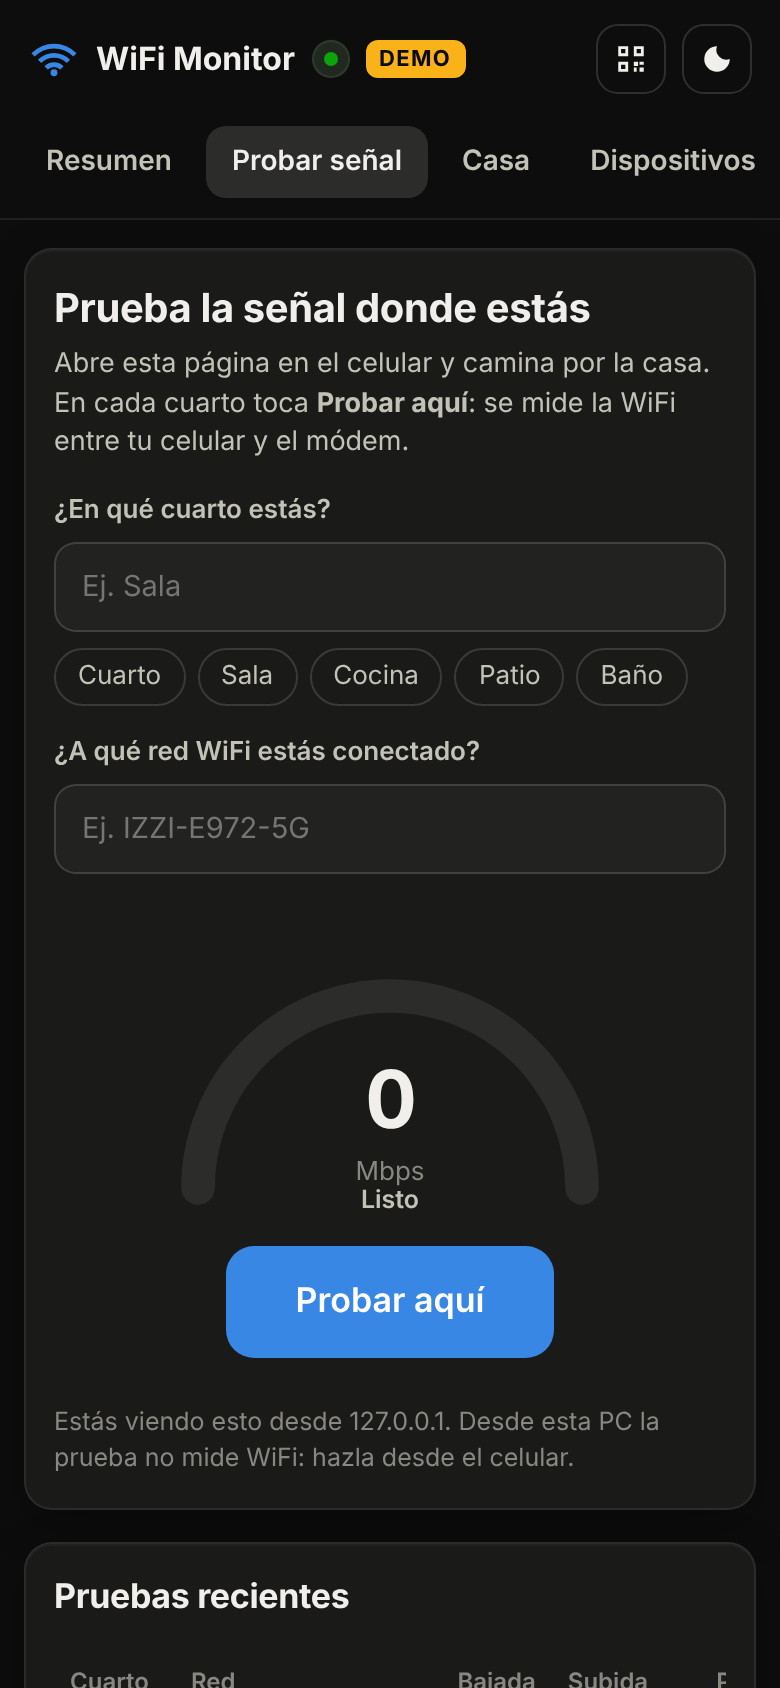 WiFi Monitor DEMO
Resumen Probar señal Casa Dispositivos
Prueba la señal donde estás
Abre esta página en el celular y camina por la casa.
En cada cuarto toca Probar aquí: se mide la WiFi
entre tu celular y el módem.
¿En qué cuarto estás?
Ej. Sala
Cuarto Sala Cocina Patio Baño
¿A qué red WiFi estás conectado?
Ej. IZZI-E972-5G
0
Mbps
Listo
Probar aquí
Estás viendo esto desde 127.0.0.1. Desde esta PC la
prueba no mide WiFi: hazla desde el celular.
Pruebas recientes
Cuarto Red Bajada Subida